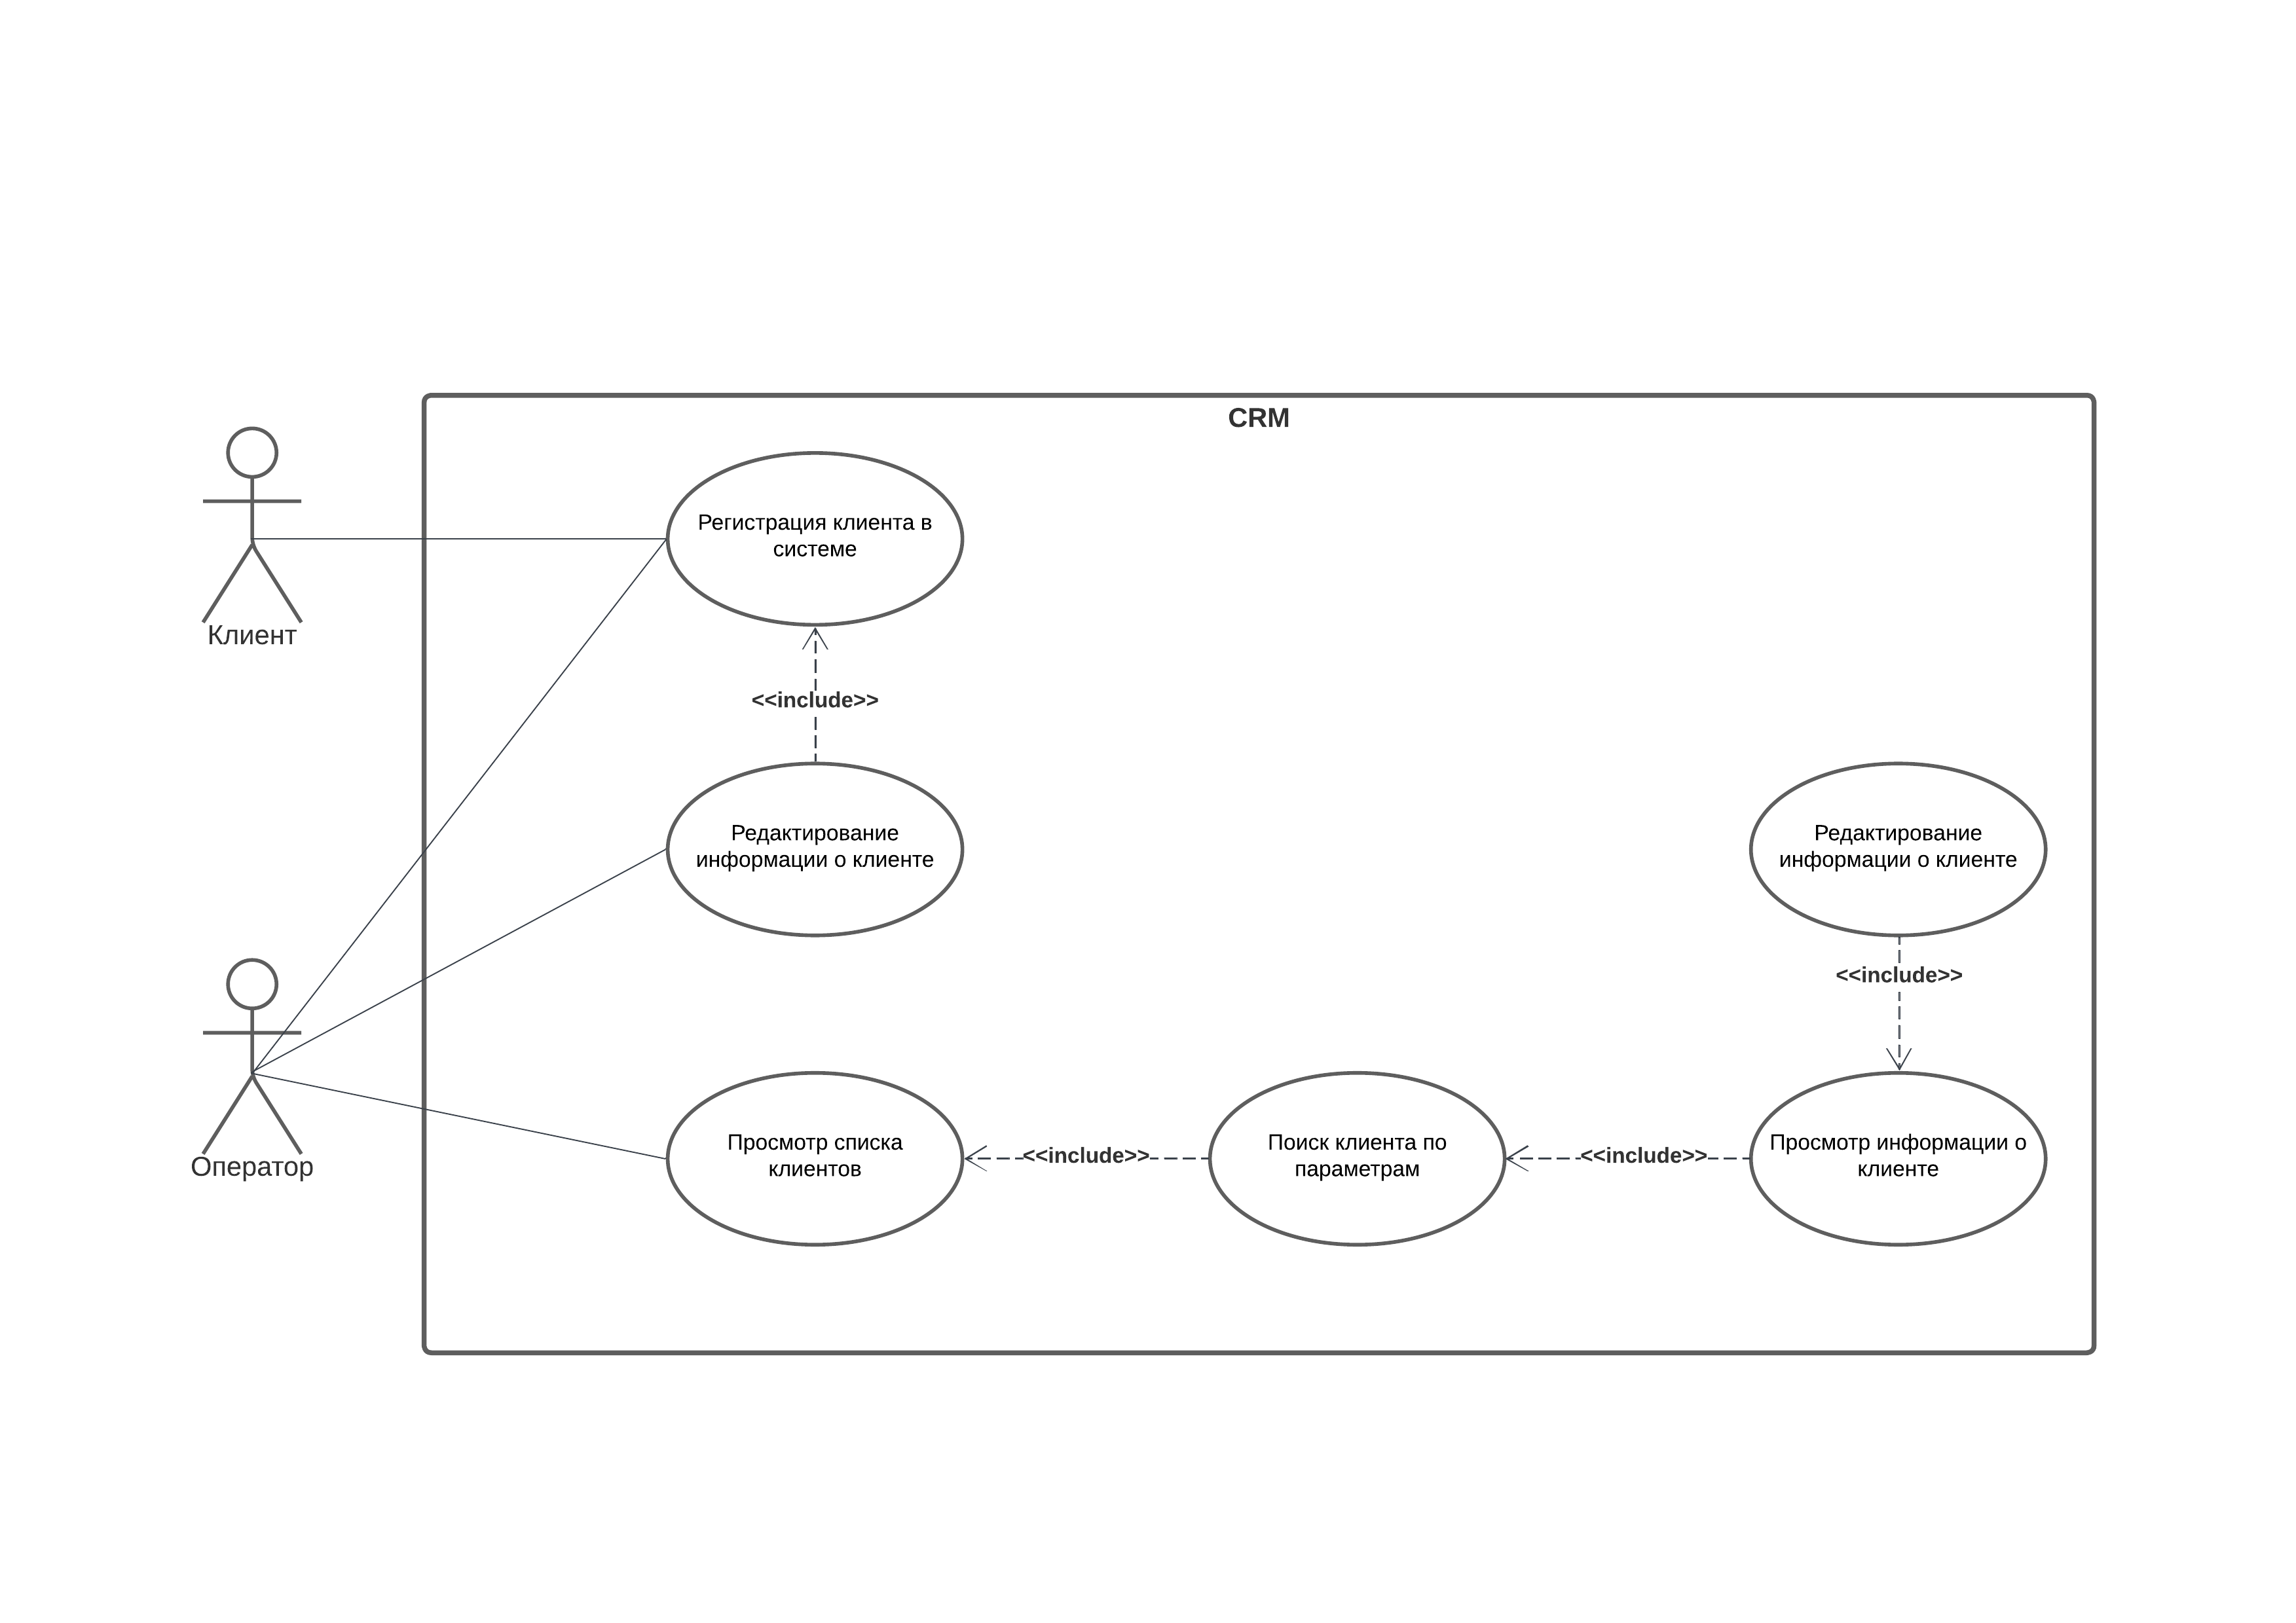 CRM
Клиент
Регистрация клиента в
системе
<<include>>
Редактирование
информации о клиенте
Редактирование
информации о клиенте
<<include>>
Оператор
Просмотр списка
клиентов
<<include>>
Поиск клиента по
параметрам
<<include>>
Просмотр информации о
клиенте